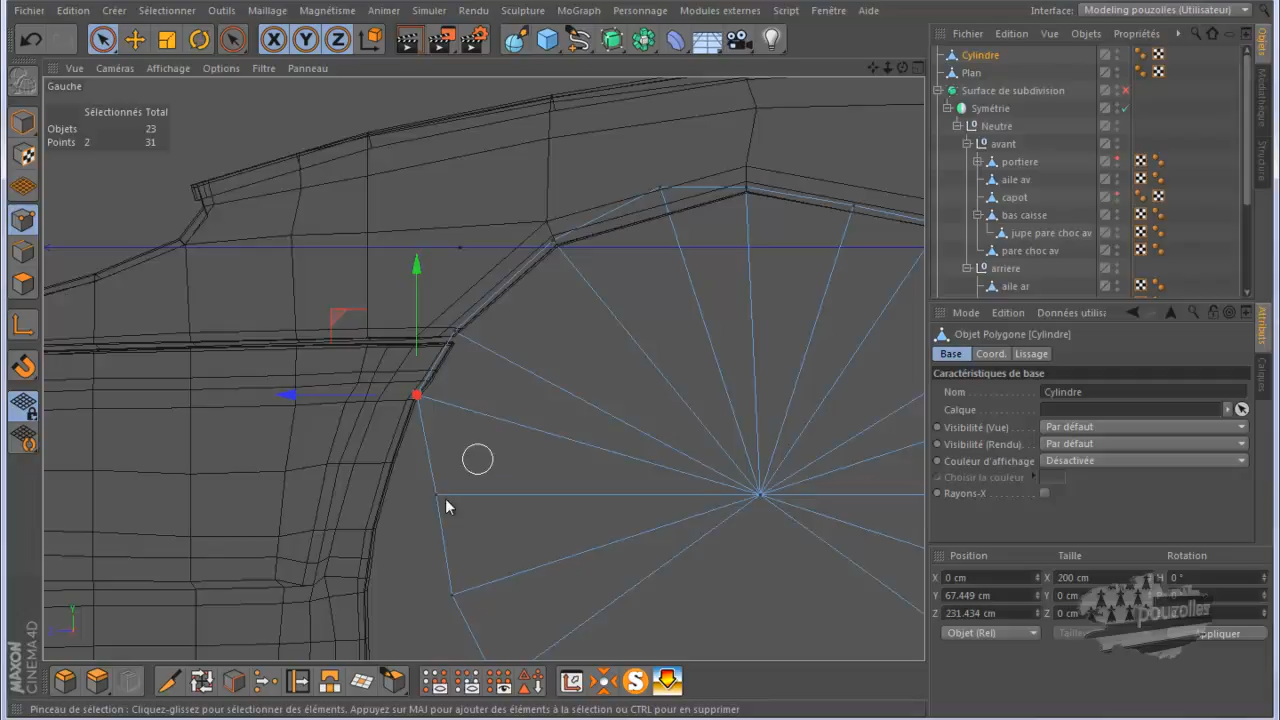 Fichier Edition Créer Sélectionner Outils Maillage Magnétisme Animer Simuler Rendu Sculpture MoGraph Personnage Modules externes Script Fenêtre Aide Interface: Modeling pouzolles (Utilisateur)
Fichier Edition Vue Objets Propriétés
Vue Caméras Affichage Options Filtre Panneau
Gauche
Sélectionnés Total
Objets 23
Points 2 31
Cylindre
Plan
Surface de subdivision
Symétrie
Neutre
avant
portiere
aile av
capot
bas caisse
jupe pare choc av
pare choc av
arriere
aile ar
Objets
Médiathèque
Structure
Mode Edition Données utilis
Objet Polygone [Cylindre]
Base Coord. Lissage
Caractéristiques de base
Nom Cylindre
Calque
Visibilité (Vue) Par défaut
Visibilité (Rendu) Par défaut
Couleur d'affichage Désactivée
Choisir la couleur
Rayons-X
Attributs
Calques
Position Taille Rotation
X 0 cm X 200 cm H 0 °
Y 67.449 cm Y 0 cm
Z 231.434 cm Z 0 cm
Objet (Rel) Taille Appliquer
pouzolles
Y
MAXON
CINEMA 4D
Pinceau de sélection : Cliquez-glissez pour sélectionner des éléments. Appuyez sur MAJ pour ajouter des éléments à la sélection ou CTRL pour en supprimer